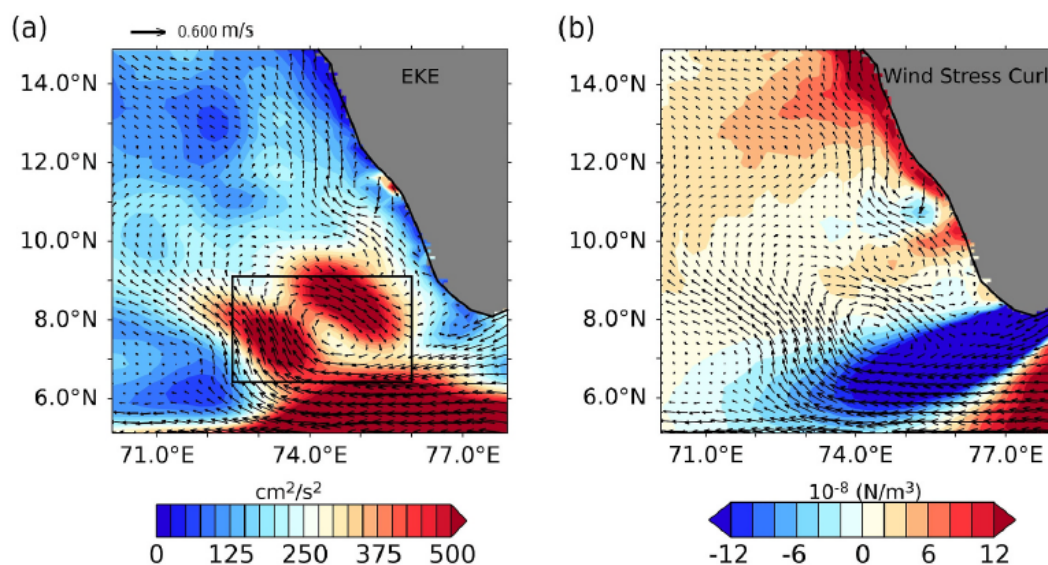 (a)
0.600 m/s
(b)
EKE
Wind Stress Curl
14.0°N
12.0°N
10.0°N
8.0°N
6.0°N
14.0°N
12.0°N
10.0°N
8.0°N
6.0°N
71.0°E 74.0°E 77.0°E
71.0°E 74.0°E 77.0°E
cm²/s²
0 125 250 375 500
10⁻⁸ (N/m³)
-12 -6 0 6 12